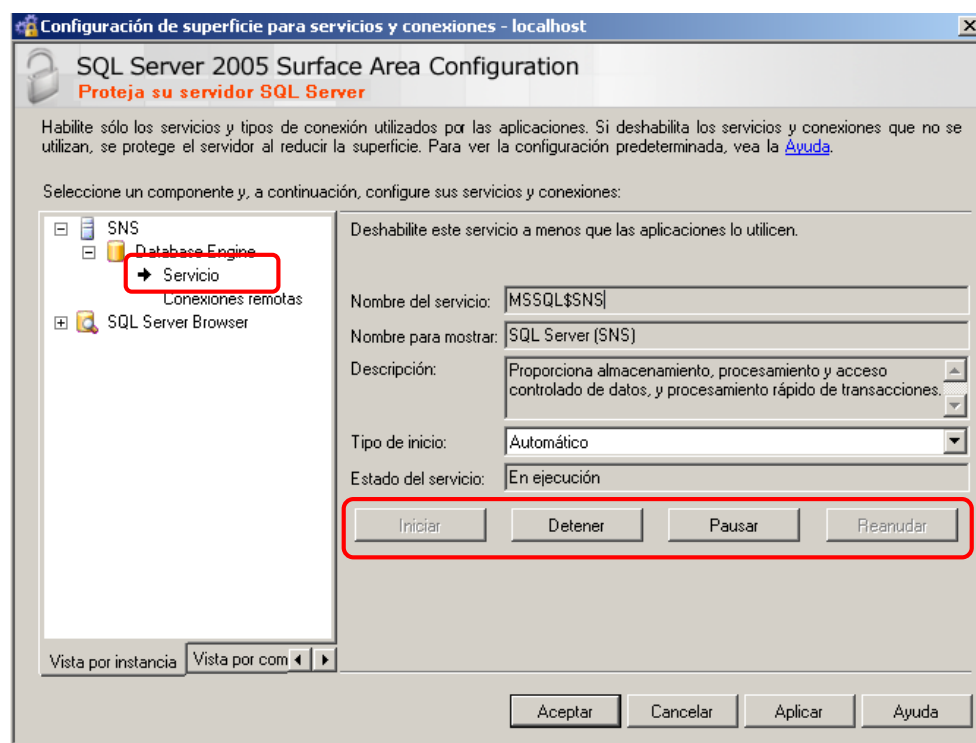 Configuración de superficie para servicios y conexiones - localhost
SQL Server 2005 Surface Area Configuration
Proteja su servidor SQL Server
Habilite sólo los servicios y tipos de conexión utilizados por las aplicaciones. Si deshabilita los servicios y conexiones que no se
utilizan, se protege el servidor al reducir la superficie. Para ver la configuración predeterminada, vea la Ayuda.
Seleccione un componente y, a continuación, configure sus servicios y conexiones:
SNS
Database Engine
Servicio
Conexiones remotas
SQL Server Browser
Vista por instancia
Vista por com
Deshabilite este servicio a menos que las aplicaciones lo utilicen.
Nombre del servicio: MSSQL$SNS
Nombre para mostrar: SQL Server (SNS)
Descripción: Proporciona almacenamiento, procesamiento y acceso
controlado de datos, y procesamiento rápido de transacciones.
Tipo de inicio: Automático
Estado del servicio: En ejecución
Iniciar Detener Pausar Reanudar
Aceptar Cancelar Aplicar Ayuda